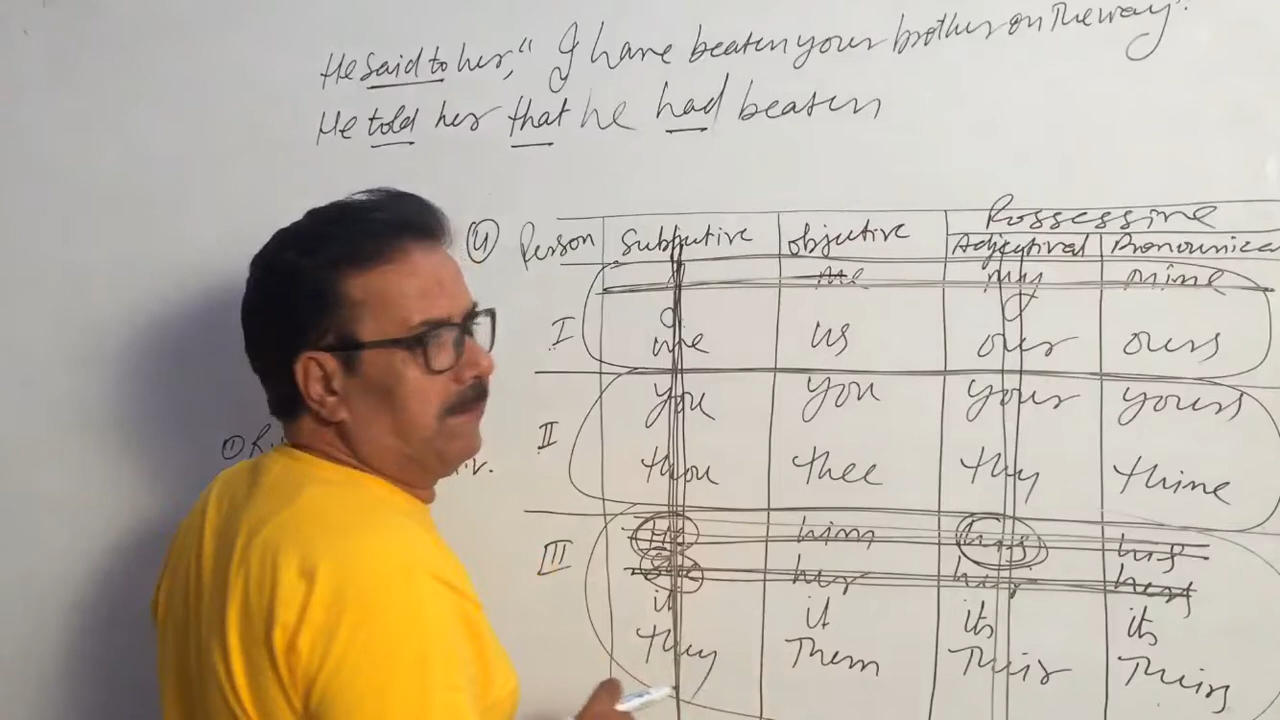 He said to her, "I have beaten your brother on the way".
He told her that he had beaten
(4) Person Subjective Objective Possessive
Adjectival Pronominal
I me my mine
I we us our ours
you you your yours
II thou thee thy thine
III He him his his
She her her hers
it it its its
they Them Their Theirs
①